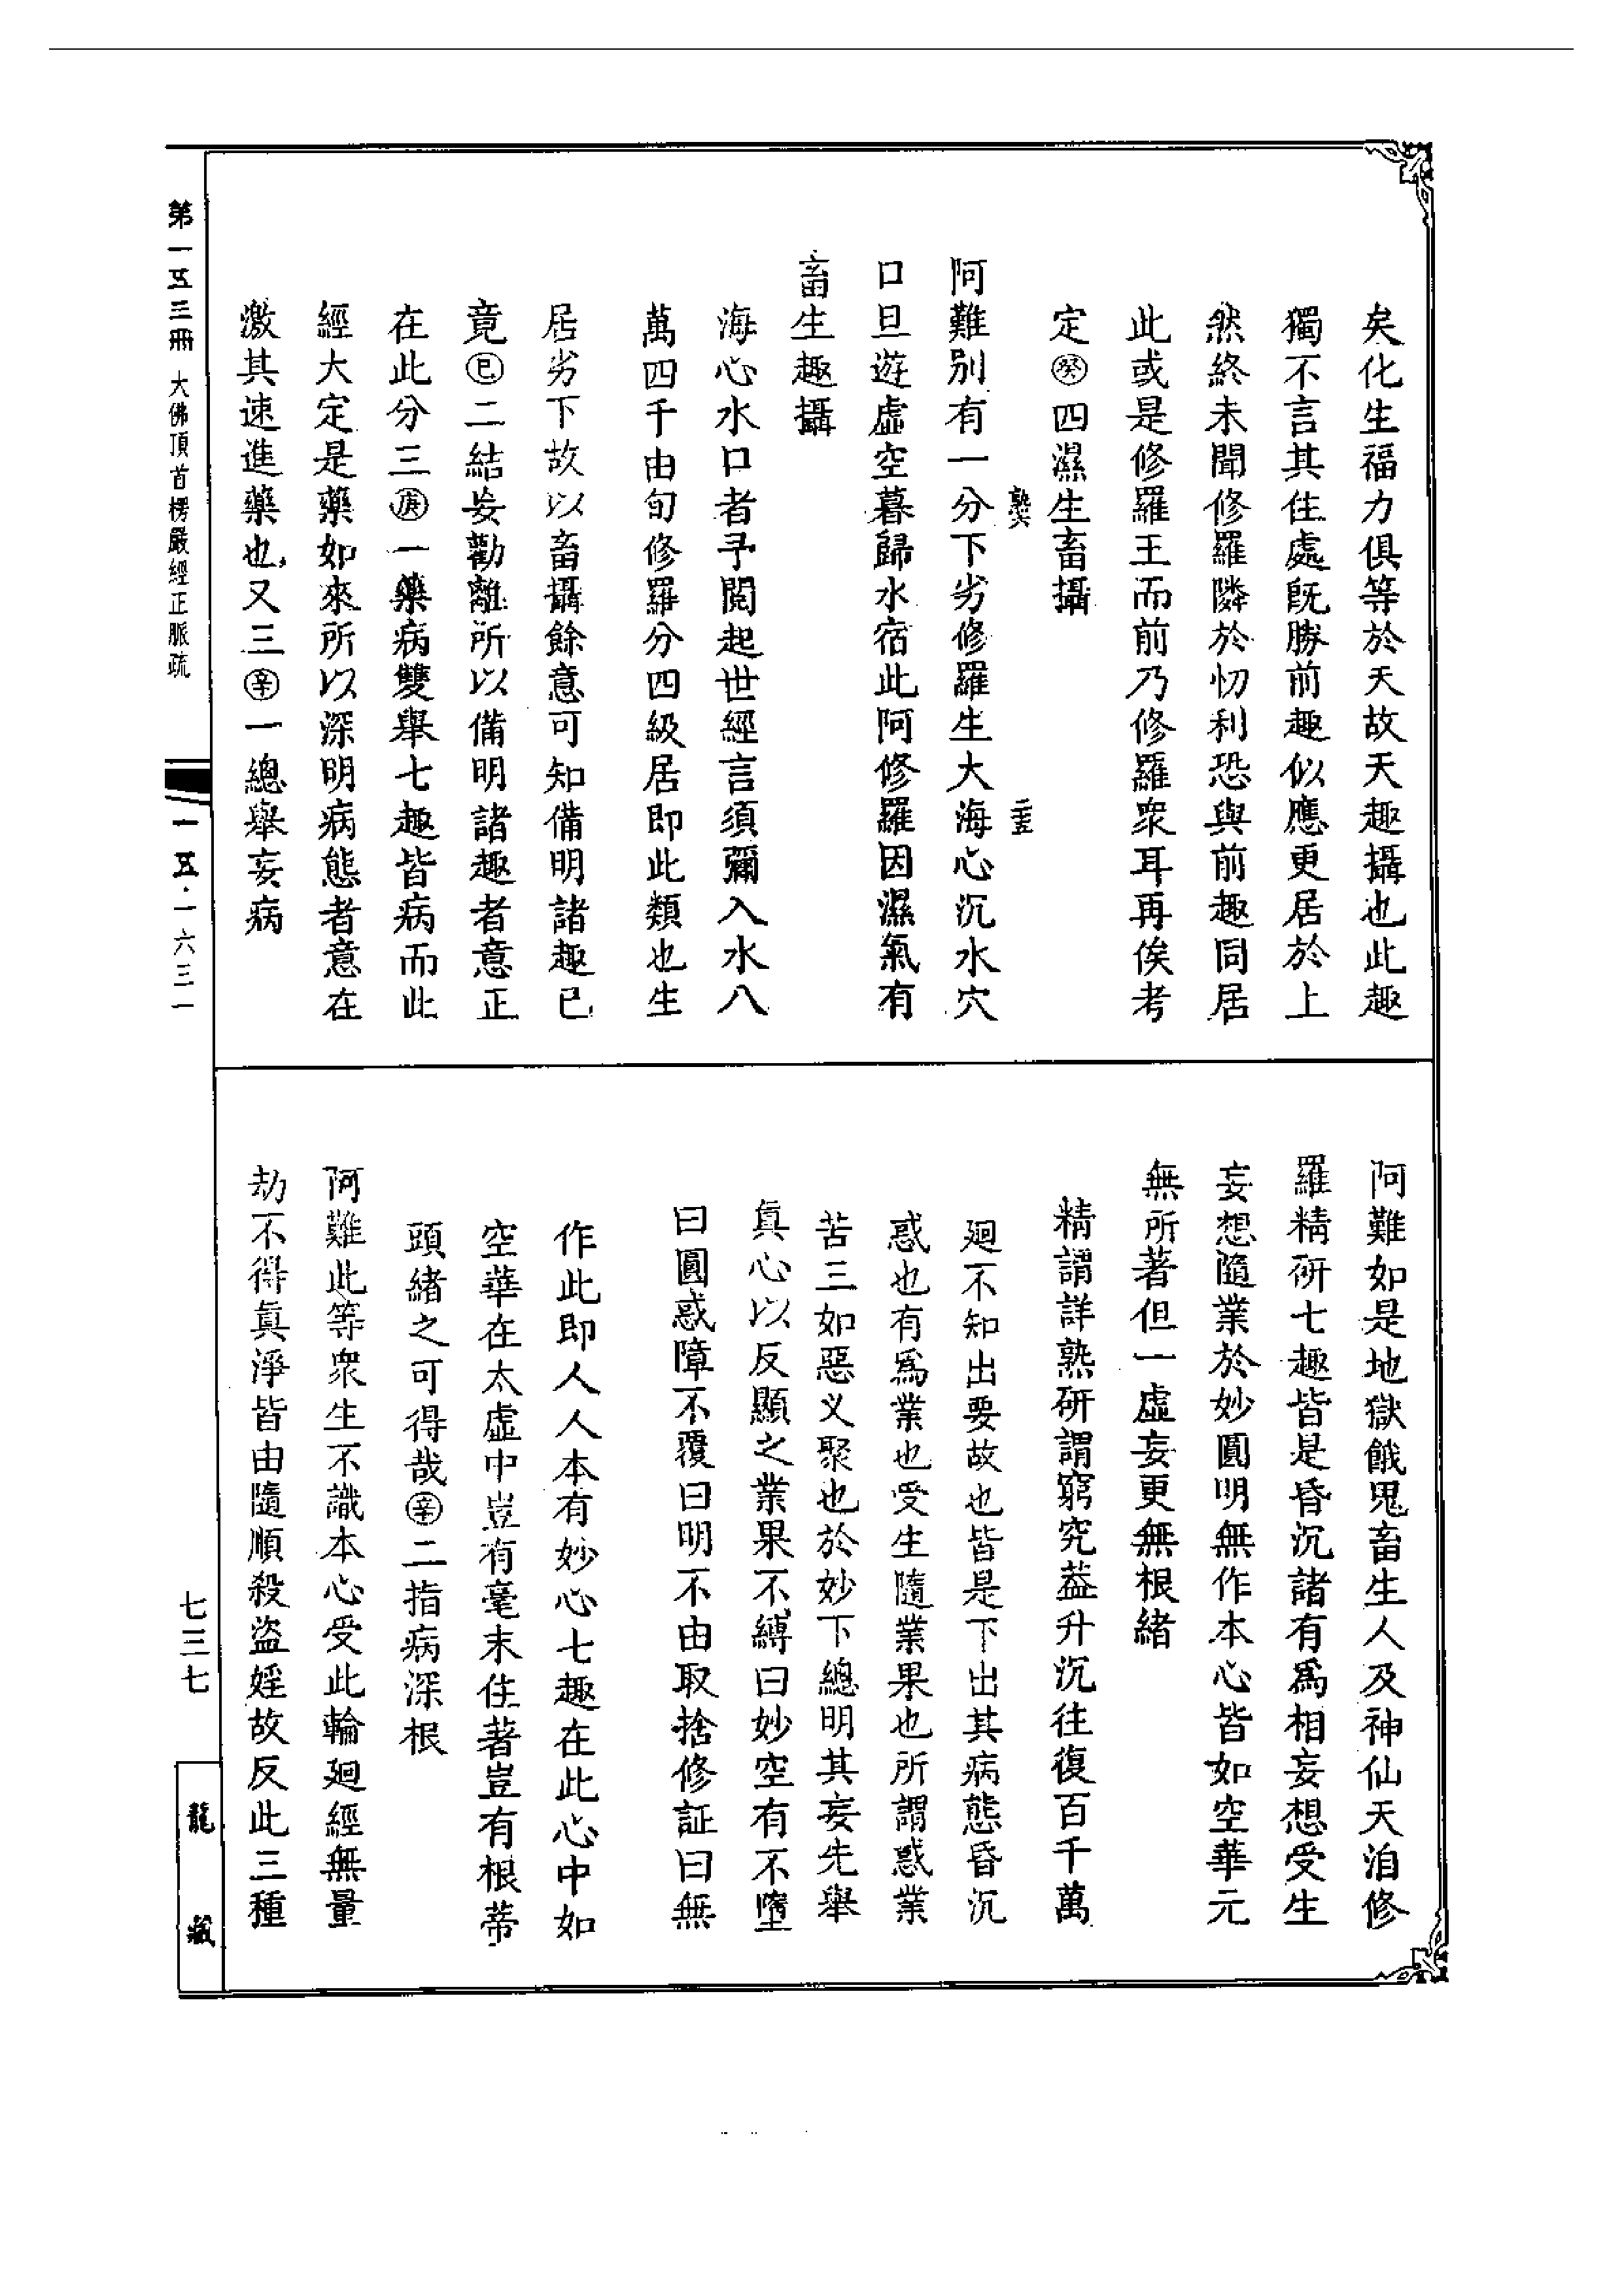 矣化生福力俱等於天故天趣攝也此趣
獨不言其住處旣勝前趣似應更居於上
然終未聞修羅隣於忉利恐與前趣同居
此或是修羅王而前乃修羅衆耳再俟考
定㊛四濕生畜攝
阿難別有一分下劣修羅生大海心沉水穴
口旦遊虛空暮歸水宿此阿修羅因濕氣有
畜生趣攝
海心水口者予閱起世經言須彌入水八
萬四千由旬修羅分四級居即此類也生
居劣下故以畜攝餘意可知備明諸趣已
竟㊁二結妄勸離所以備明諸趣者意正
在此分三庚一藥病雙舉七趣皆病而此
經大定是藥如來所以深明病態者意在
激其速進藥也又三辛一總舉妄病
阿難如是地獄餓鬼畜生人及神仙天洎修
羅精研七趣皆是昏沉諸有爲相妄想受生
妄想隨業於妙圓明無作本心皆如空華元
無所著但一虛妄更無根緒
精謂詳熟研謂窮究葢升沉往復百千萬
廻不知出要故也皆是下出其病態昏沉
惑也有爲業也受生隨業果也所謂惑業
苦三如惡义聚也於妙下總明其妄先舉
眞心以反顯之業果不縛曰妙空有不墮
曰圓惑障不覆曰明不由取捨修証曰無
作此即人人本有妙心七趣在此心中如
空華在太虛中豈有毫末住著豈有根蒂
頭緒之可得哉辛二指病深根
阿難此等衆生不識本心受此輪廻經無量
劫不得眞淨皆由隨順殺盜婬故反此三種
第一五三冊 大佛頂首楞嚴經正脈疏
一五·一六三一
七三七
龍藏